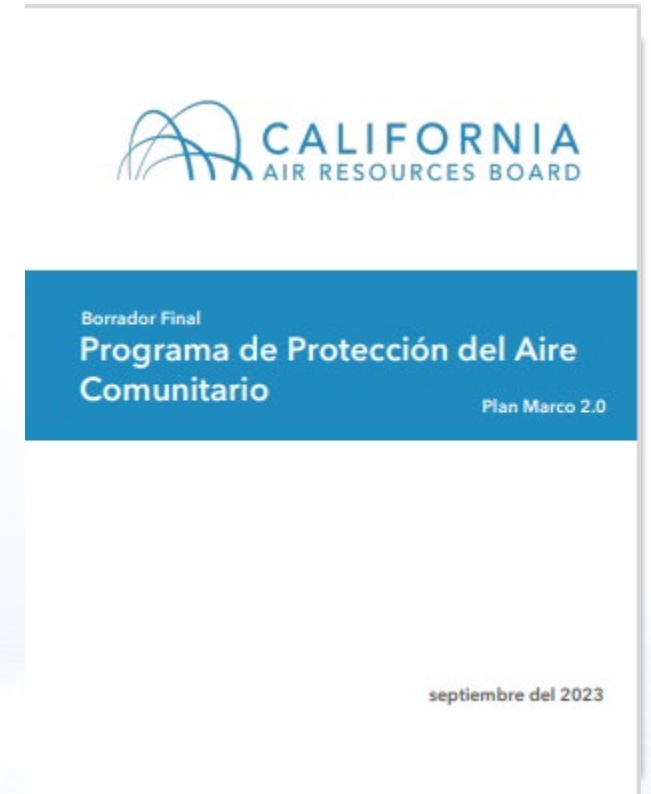 CALIFORNIA
AIR RESOURCES BOARD
Borrador Final
Programa de Protección del Aire
Comunitario
Plan Marco 2.0
septiembre del 2023